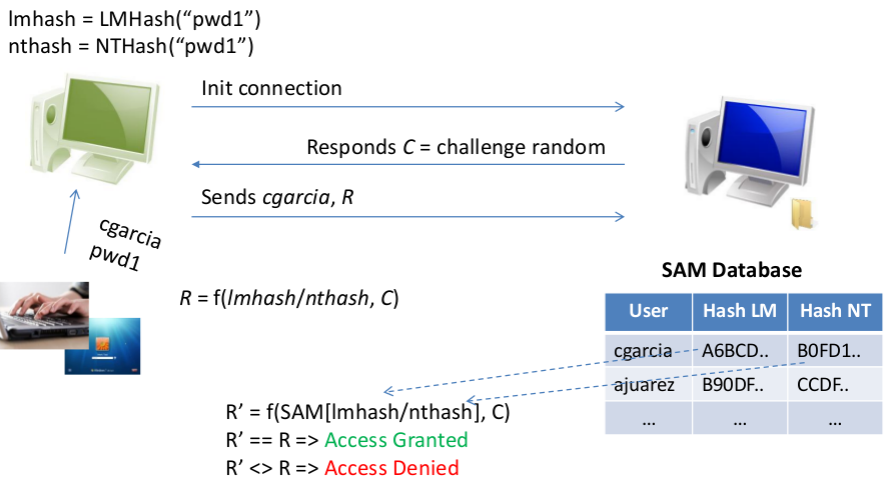 lmhash = LMHash(“pwd1”)
nthash = NTHash(“pwd1”)
Init connection
Responds C = challenge random
Sends cgarcia, R
cgarcia
pwd1
R = f(lmhash/nthash, C)
SAM Database
User Hash LM Hash NT
cgarcia A6BCD.. B0FD1..
ajuarez B90DF.. CCDF..
... ... ...
R’ = f(SAM[lmhash/nthash], C)
R’ == R => Access Granted
R’ <> R => Access Denied